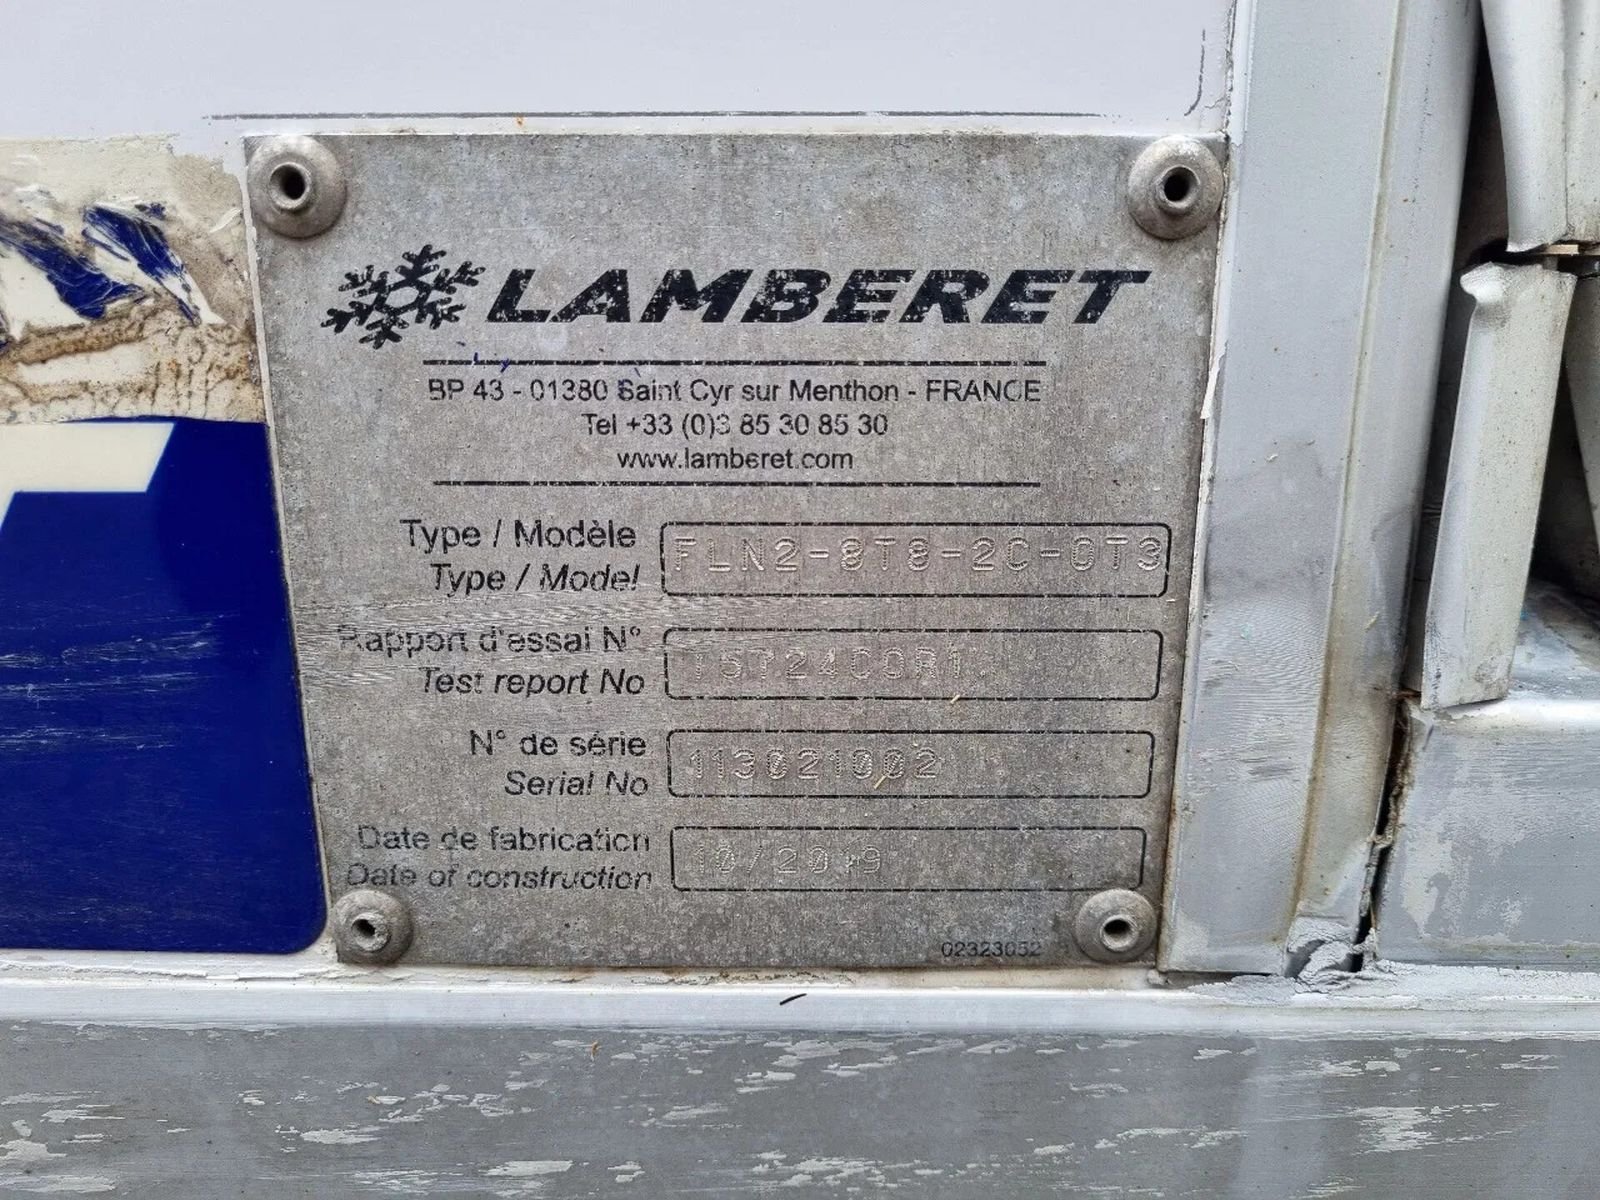 LAMBERET
BP 43 - 01380 Saint Cyr sur Menthon - FRANCE
Tel +33 (0)3 85 30 85 30
www.lamberet.com
Type / Modèle
Type / Model
FLN2-8T8-2C-0T3
Rapport d'essai N°
Test report No
N° de série
Serial No
113021002
Date de fabrication
Date of construction
02323052